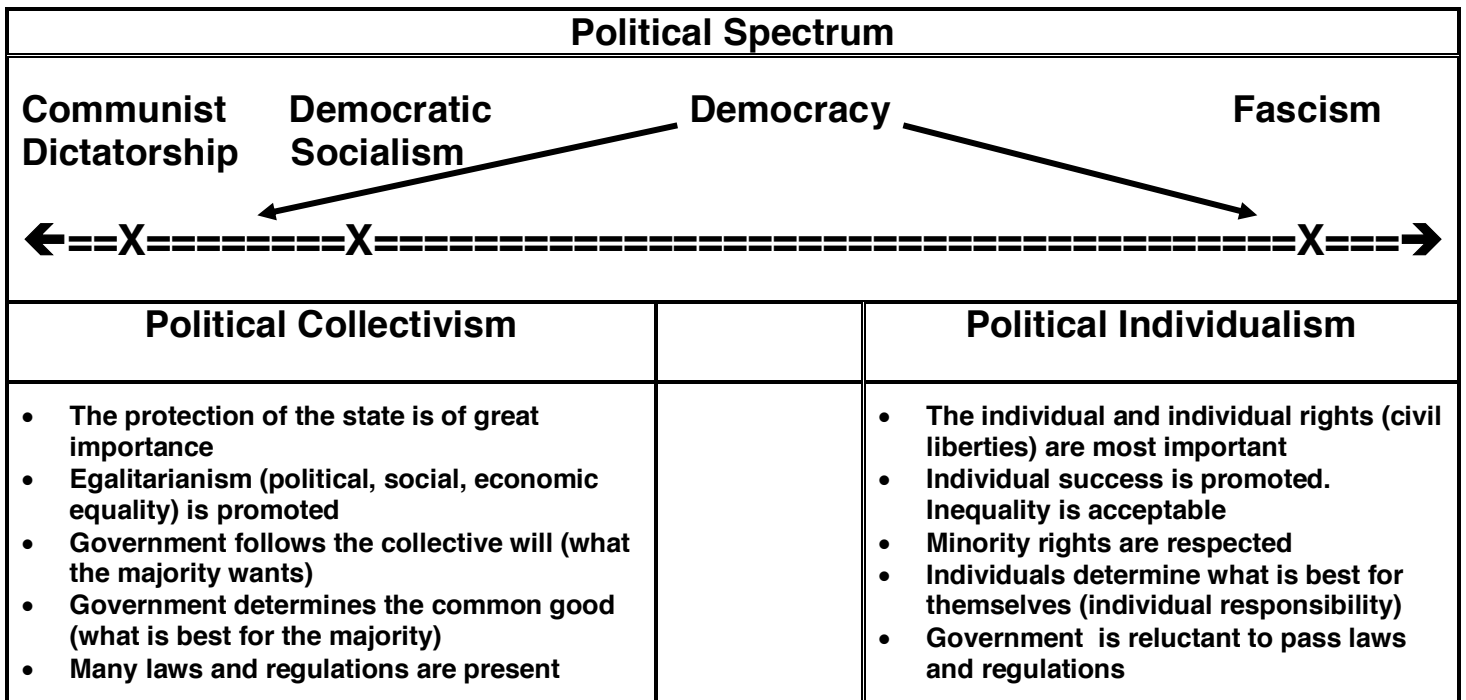 Political Spectrum
Communist Democratic Democracy Fascism
Dictatorship Socialism
🡸==X========X=================================X===🡺
Political Collectivism
• The protection of the state is of great
importance
• Egalitarianism (political, social, economic
equality) is promoted
• Government follows the collective will (what
the majority wants)
• Government determines the common good
(what is best for the majority)
• Many laws and regulations are present
Political Individualism
• The individual and individual rights (civil
liberties) are most important
• Individual success is promoted.
Inequality is acceptable
• Minority rights are respected
• Individuals determine what is best for
themselves (individual responsibility)
• Government is reluctant to pass laws
and regulations